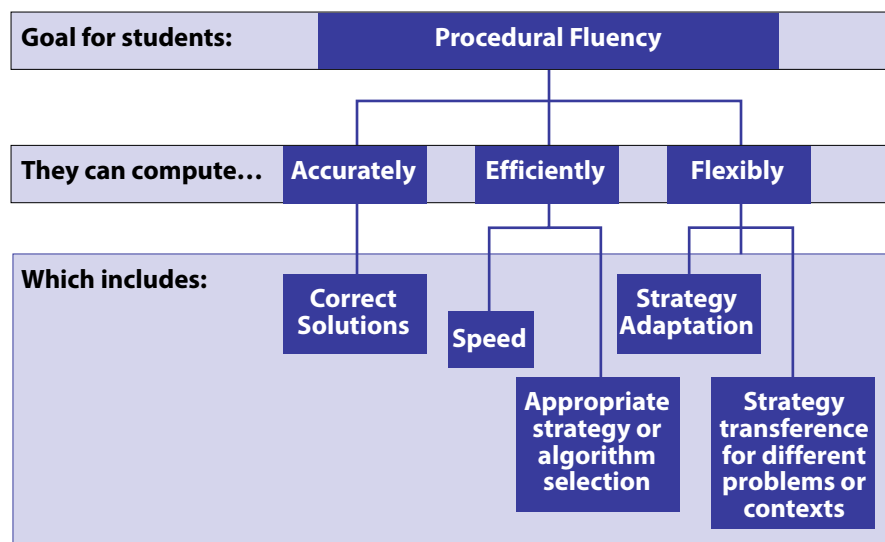 Goal for students:
Procedural Fluency
They can compute…
Accurately
Efficiently
Flexibly
Which includes:
Correct
Solutions
Speed
Appropriate
strategy or
algorithm
selection
Strategy
Adaptation
Strategy
transference
for different
problems or
contexts